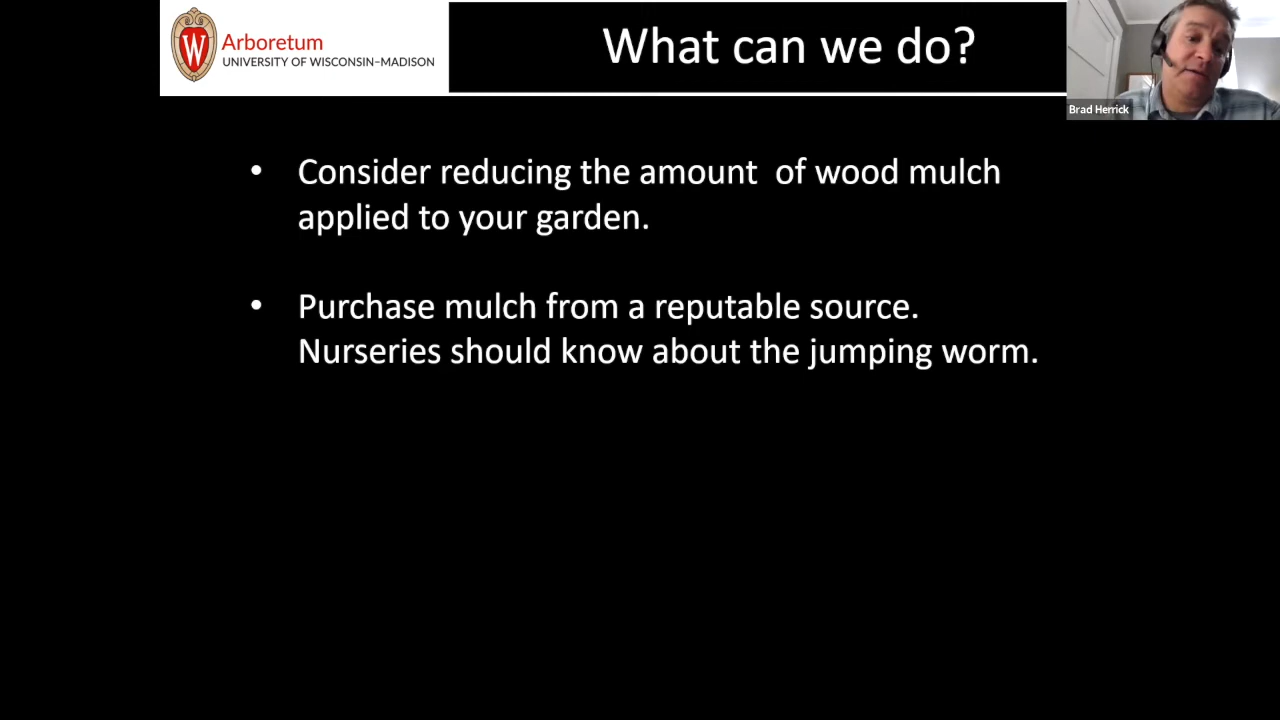 Arboretum
UNIVERSITY OF WISCONSIN–MADISON
W
What can we do?
Brad Herrick
• Consider reducing the amount  of wood mulch
applied to your garden.
• Purchase mulch from a reputable source.
Nurseries should know about the jumping worm.